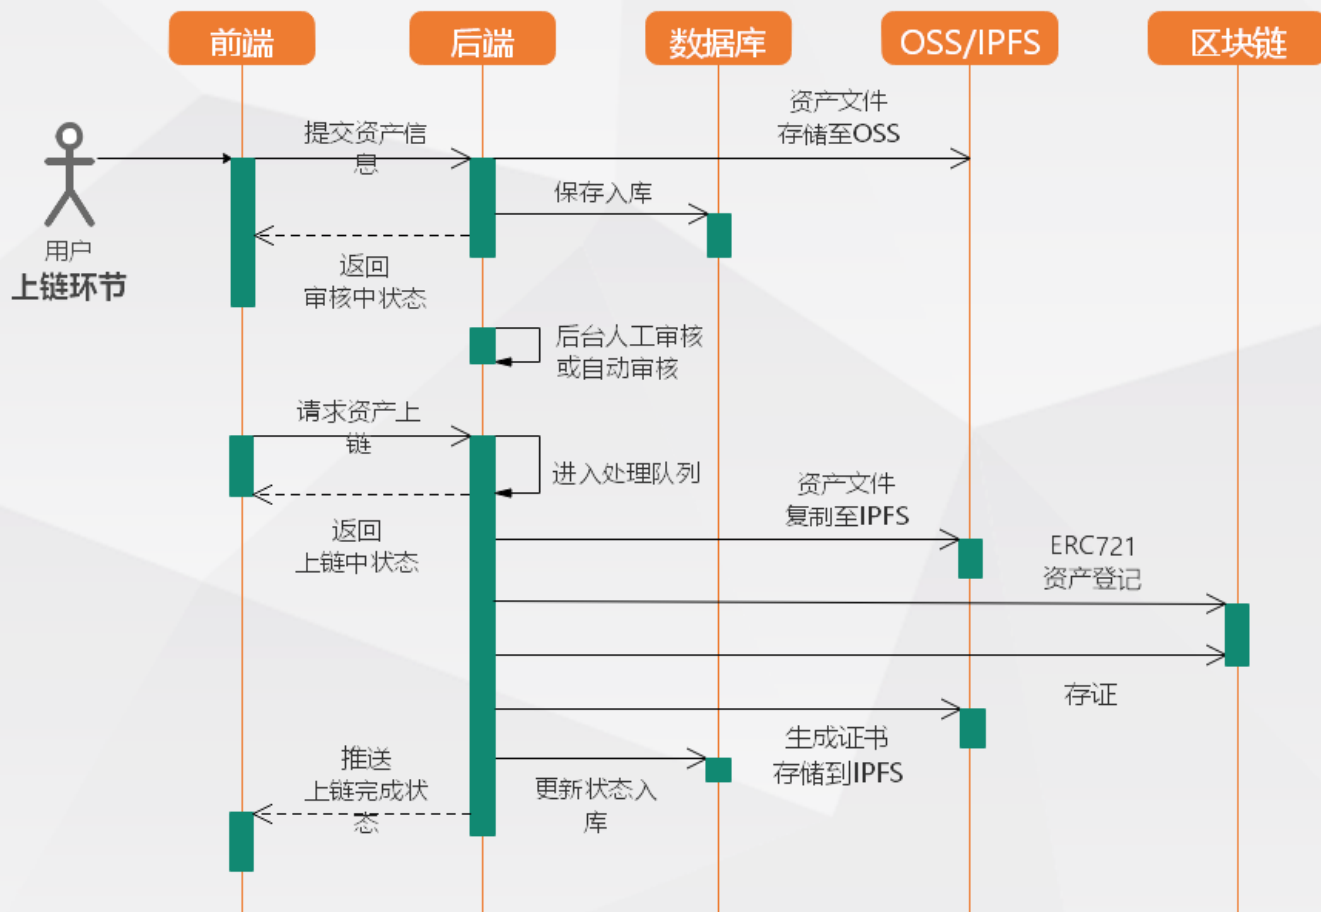 前端
后端
数据库
OSS/IPFS
区块链
资产文件
存储至OSS
提交资产信
息
保存入库
用户
上链环节
返回
审核中状态
后台人工审核
或自动审核
请求资产上
链
进入处理队列
资产文件
复制至IPFS
返回
上链中状态
ERC721
资产登记
存证
生成证书
存储到IPFS
推送
上链完成状
态
更新状态入
库